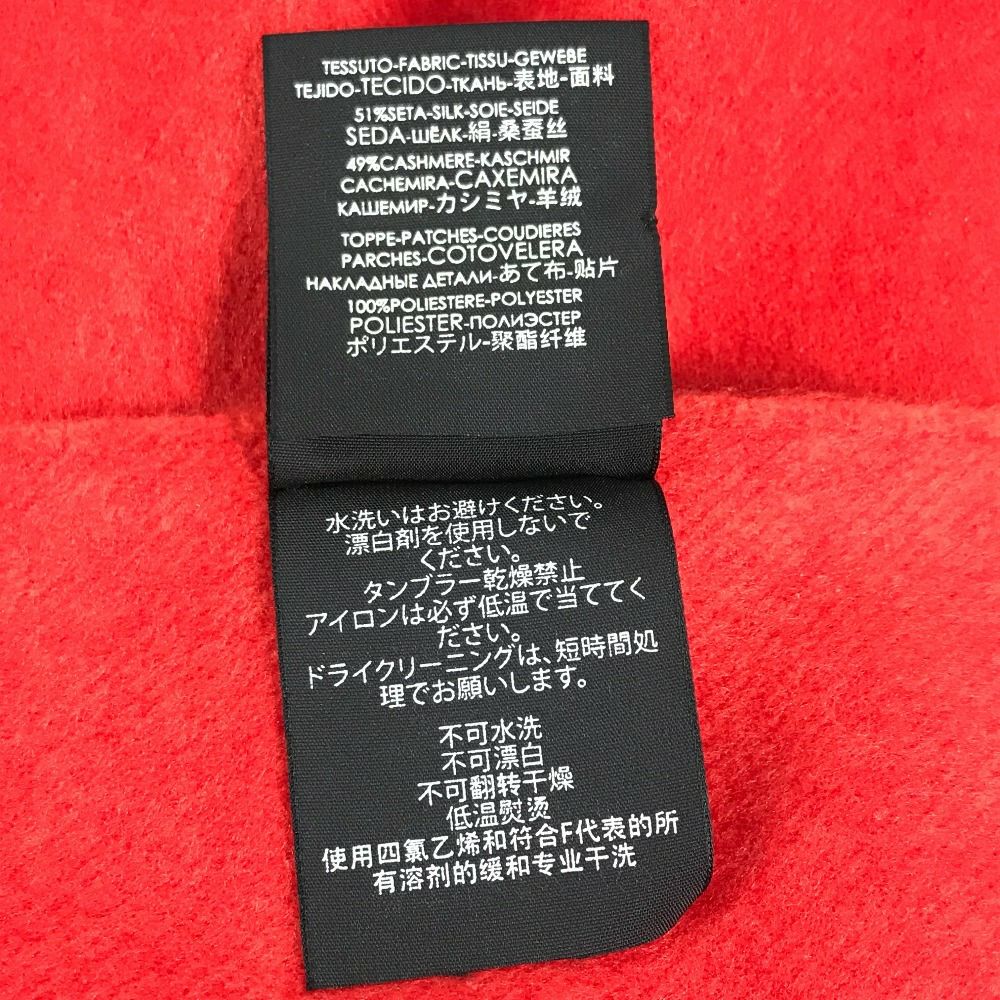 TESSUTO-FABRIC-TISSU-GEWEBE
TEJIDO-TECIDO-ТКАНЬ-表地-面料
51%SETA-SILK-SOIE-SEIDE
SEDA-ШЁЛК-絹-桑蚕丝
49%CASHMERE-KASCHMIR
CACHEMIRA-CAXEMIRA
КАШЕМИР-カシミヤ-羊绒
TOPPE-PATCHES-COUDIERES
PARCHES-COTOVELERA
НАКЛАДНЫЕ ДЕТАЛИ-あて布-贴片
100%POLIESTERE-POLYESTER
POLIESTER-ПОЛИЭСТЕР
ポリエステル-聚酯纤维
水洗いはお避けください。
漂白剤を使用しないで
ください。
タンブラー乾燥禁止
アイロンは必ず低温で当ててく
ださい。
ドライクリーニングは、短時間処
理でお願いします。
不可水洗
不可漂白
不可翻转干燥
低温熨烫
使用四氯乙烯和符合F代表的所
有溶剂的缓和专业干洗